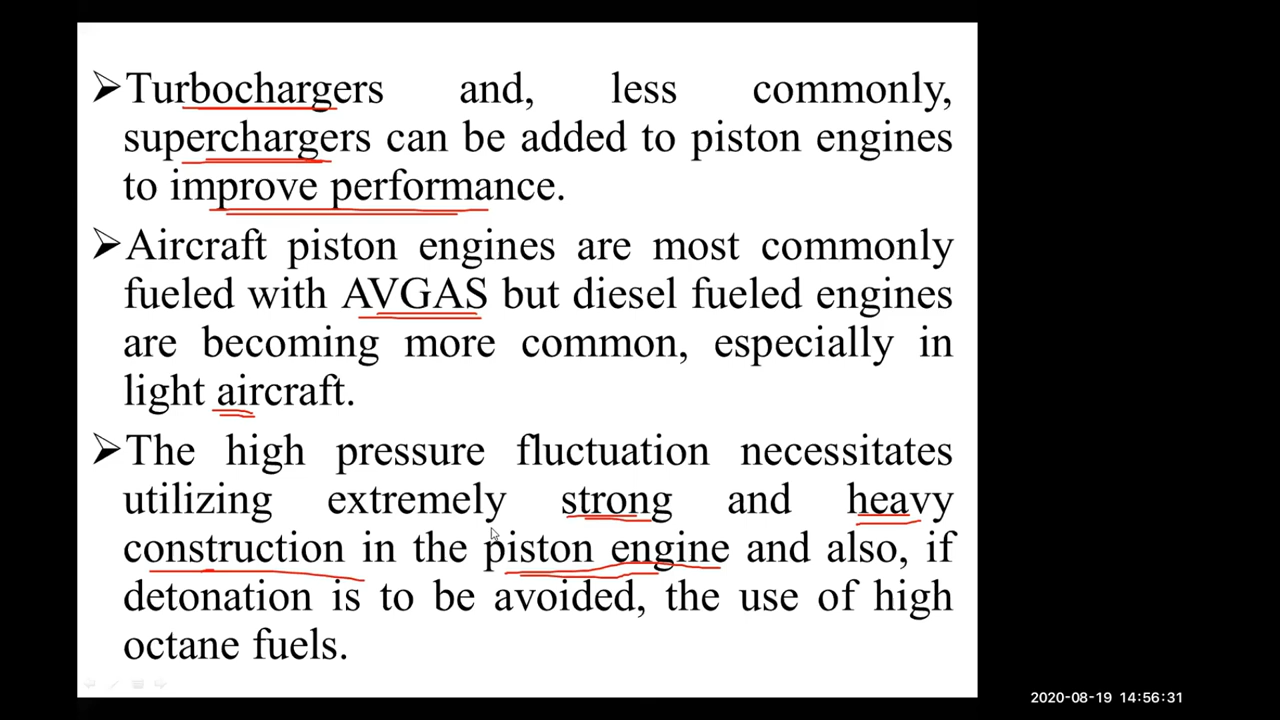 ➢Turbochargers and, less commonly,
superchargers can be added to piston engines
to improve performance.
➢Aircraft piston engines are most commonly
fueled with AVGAS but diesel fueled engines
are becoming more common, especially in
light aircraft.
➢The high pressure fluctuation necessitates
utilizing extremely strong and heavy
construction in the piston engine and also, if
detonation is to be avoided, the use of high
octane fuels.
2020-08-19 14:56:31